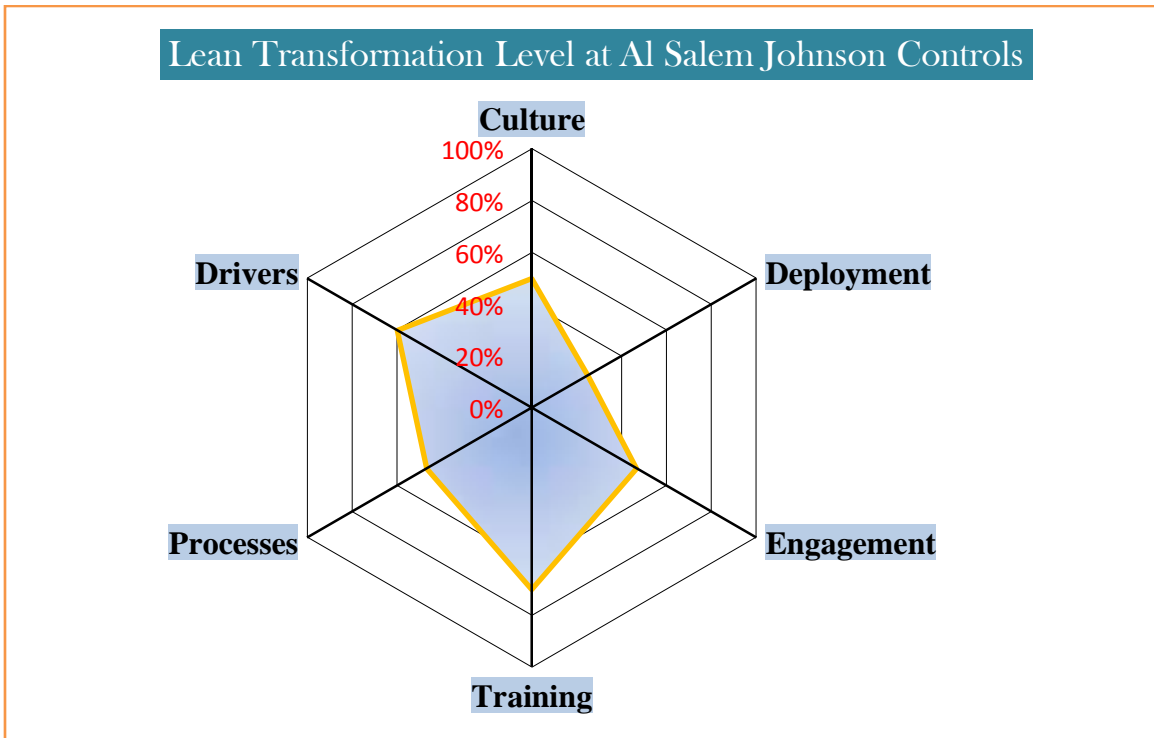 Lean Transformation Level at Al Salem Johnson Controls
Culture
100%
80%
60%
40%
20%
0%
Drivers
Deployment
Processes
Engagement
Training